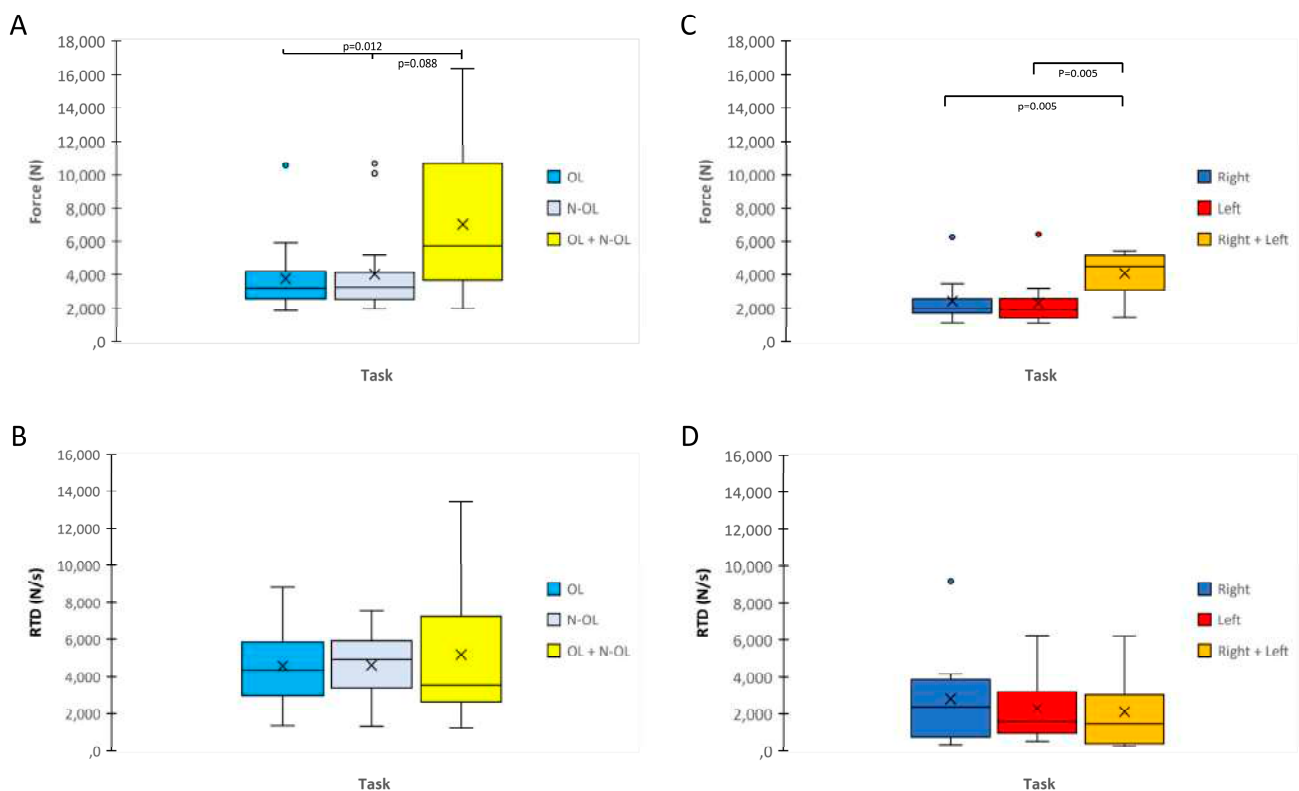 A
18,000
16,000
14,000
12,000
10,000
8,000
6,000
4,000
2,000
,0
Force (N)
p=0.012
p=0.088
OL
N-OL
OL + N-OL
Task
C
18,000
16,000
14,000
12,000
10,000
8,000
6,000
4,000
2,000
,0
Force (N)
P=0.005
p=0.005
Right
Left
Right + Left
Task
B
16,000
14,000
12,000
10,000
8,000
6,000
4,000
2,000
,0
RTD (N/s)
OL
N-OL
OL + N-OL
Task
D
16,000
14,000
12,000
10,000
8,000
6,000
4,000
2,000
,0
RTD (N/s)
Right
Left
Right + Left
Task